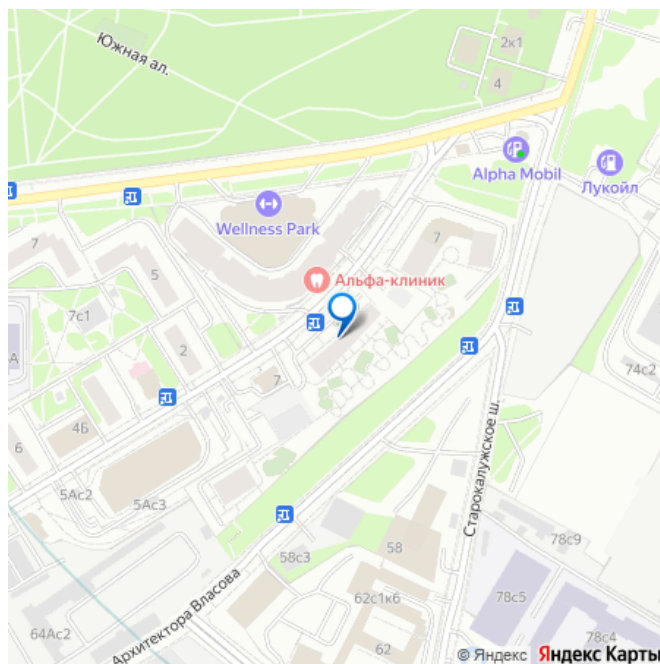 Южная ал.
2к1
4
Alpha Mobil
Лукойл
Wellness Park
7
7
5
Альфа-клиник
7с1
2
А
74с2
7
4Б
6
5Ас2
5Ас3
Старокалужское ш.
58
58с3
78с9
Архитектора Власова
62с1к6
78с5
64Ас2
62
78с4
© Яндекс Яндекс Карты